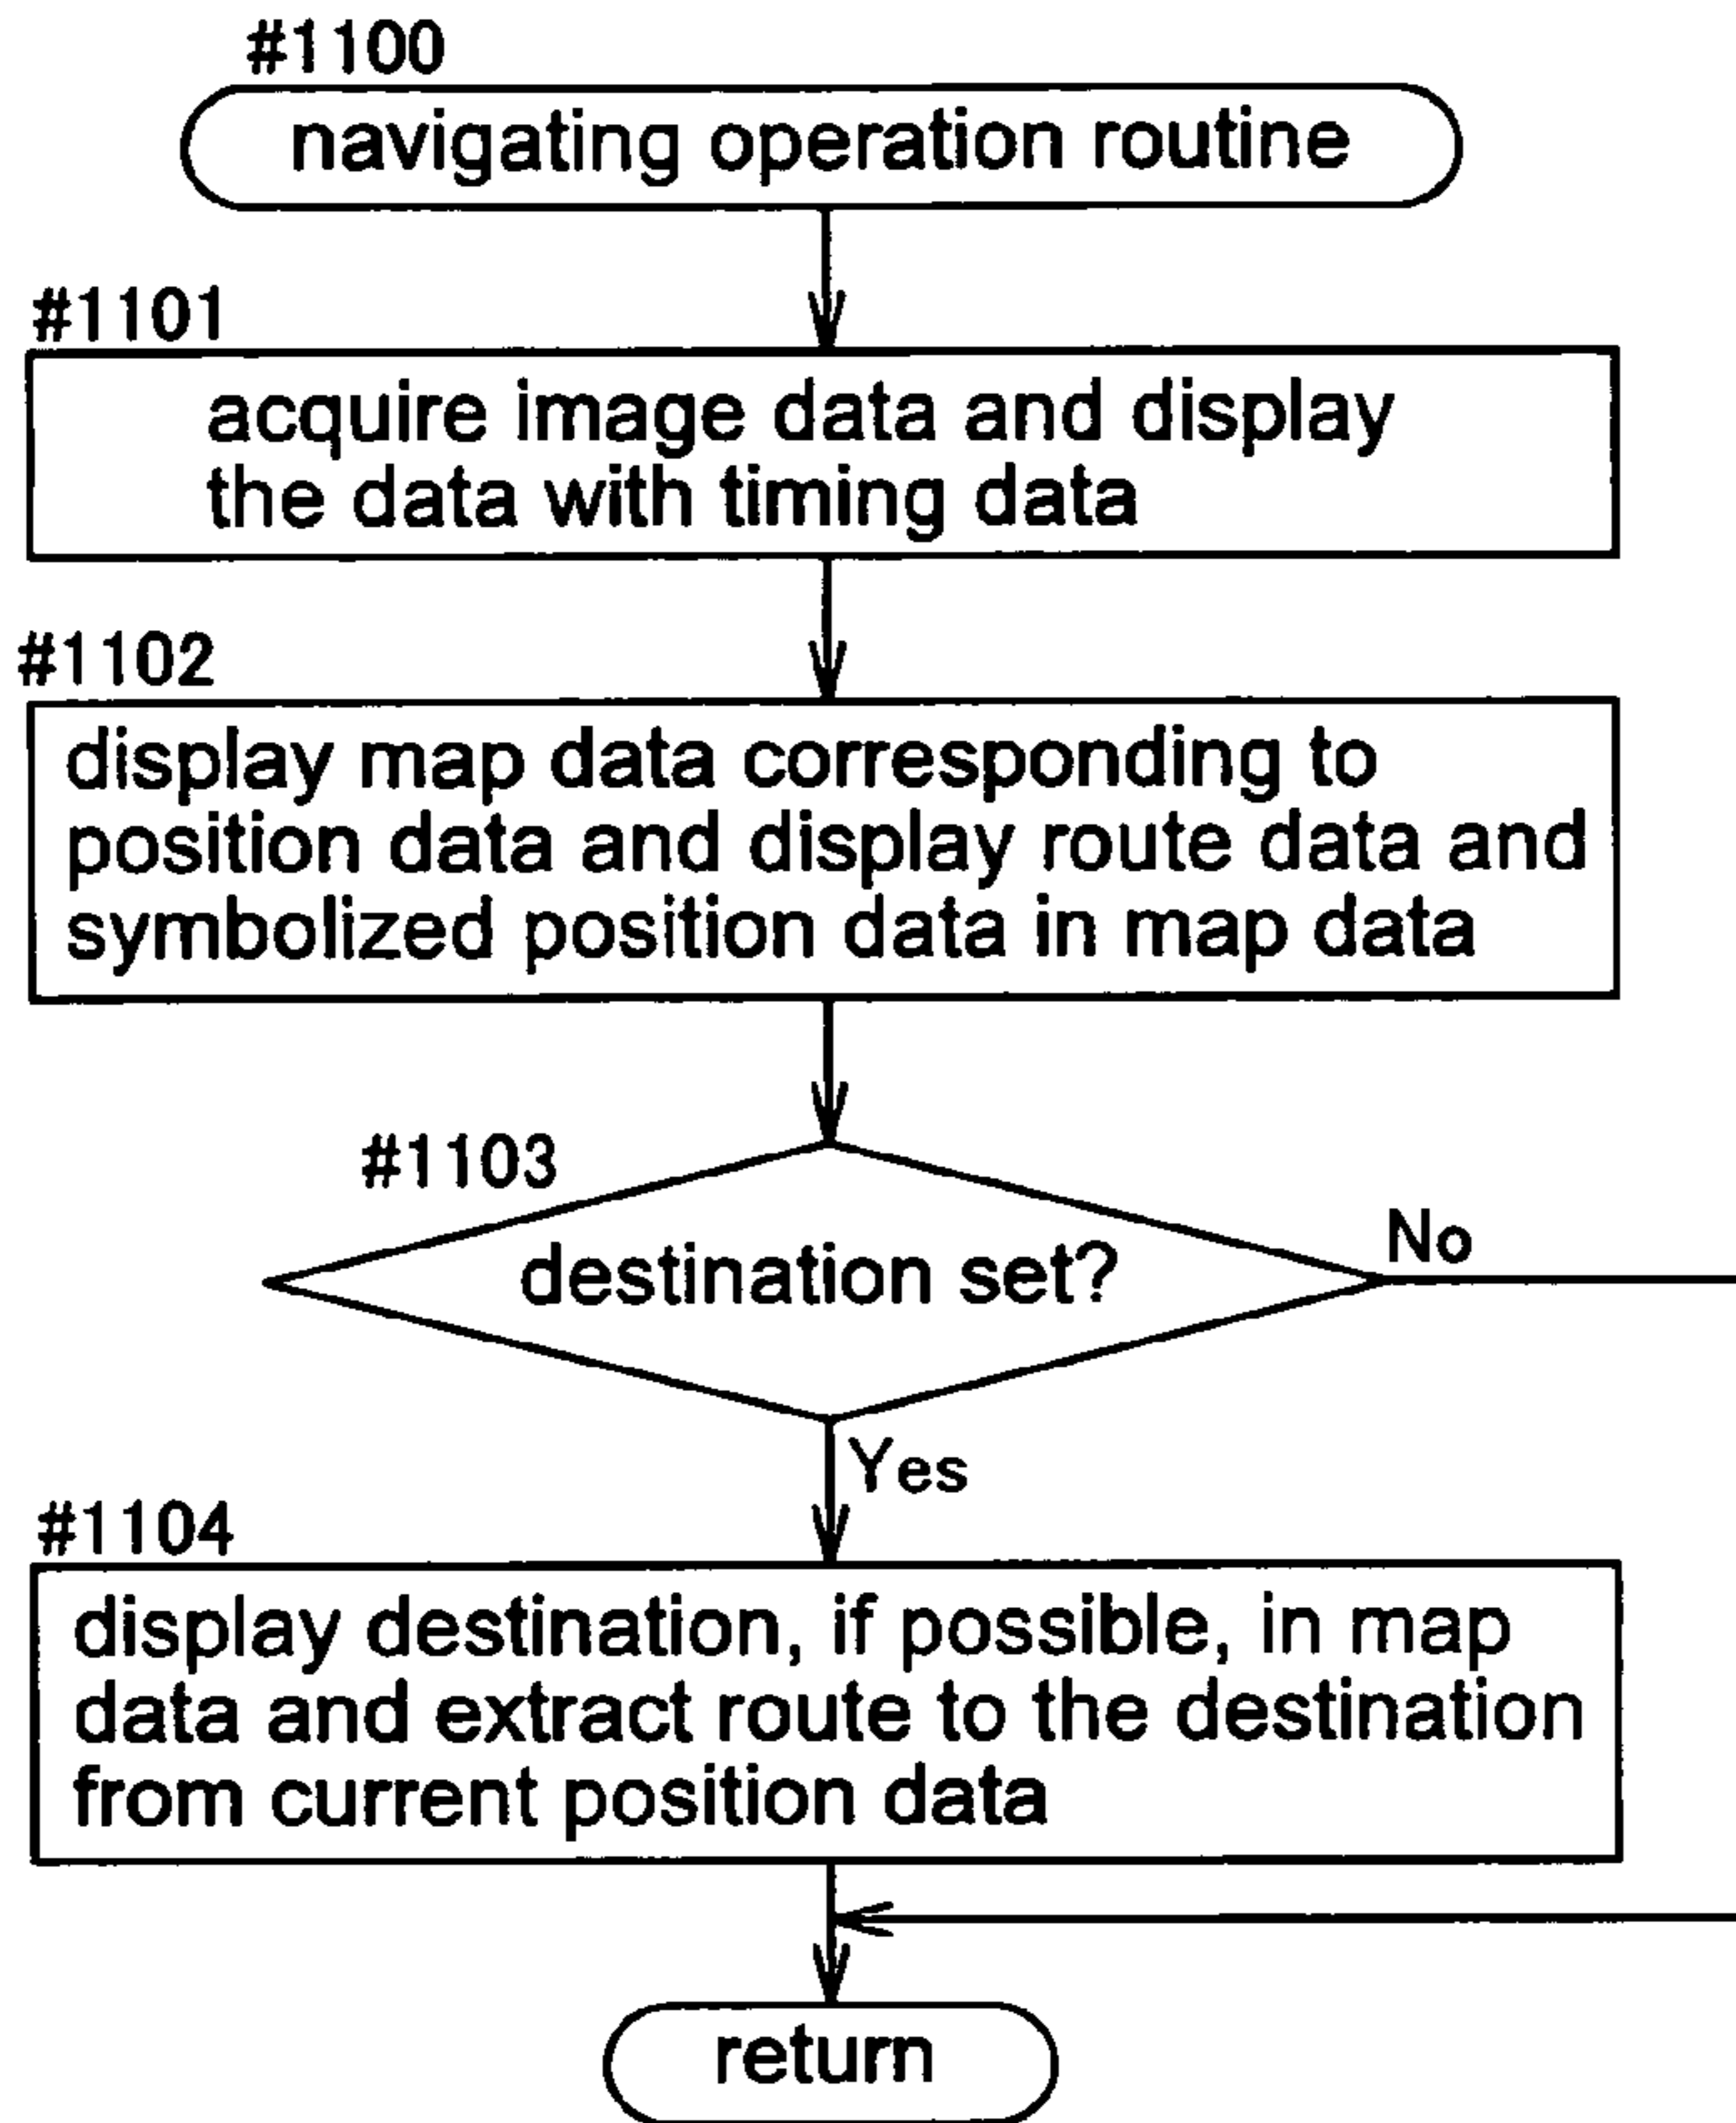 #1100
navigating operation routine
#1101
acquire image data and display
the data with timing data
#1102
display map data corresponding to
position data and display route data and
symbolized position data in map data
#1103
destination set?
No
Yes
#1104
display destination, if possible, in map
data and extract route to the destination
from current position data
return